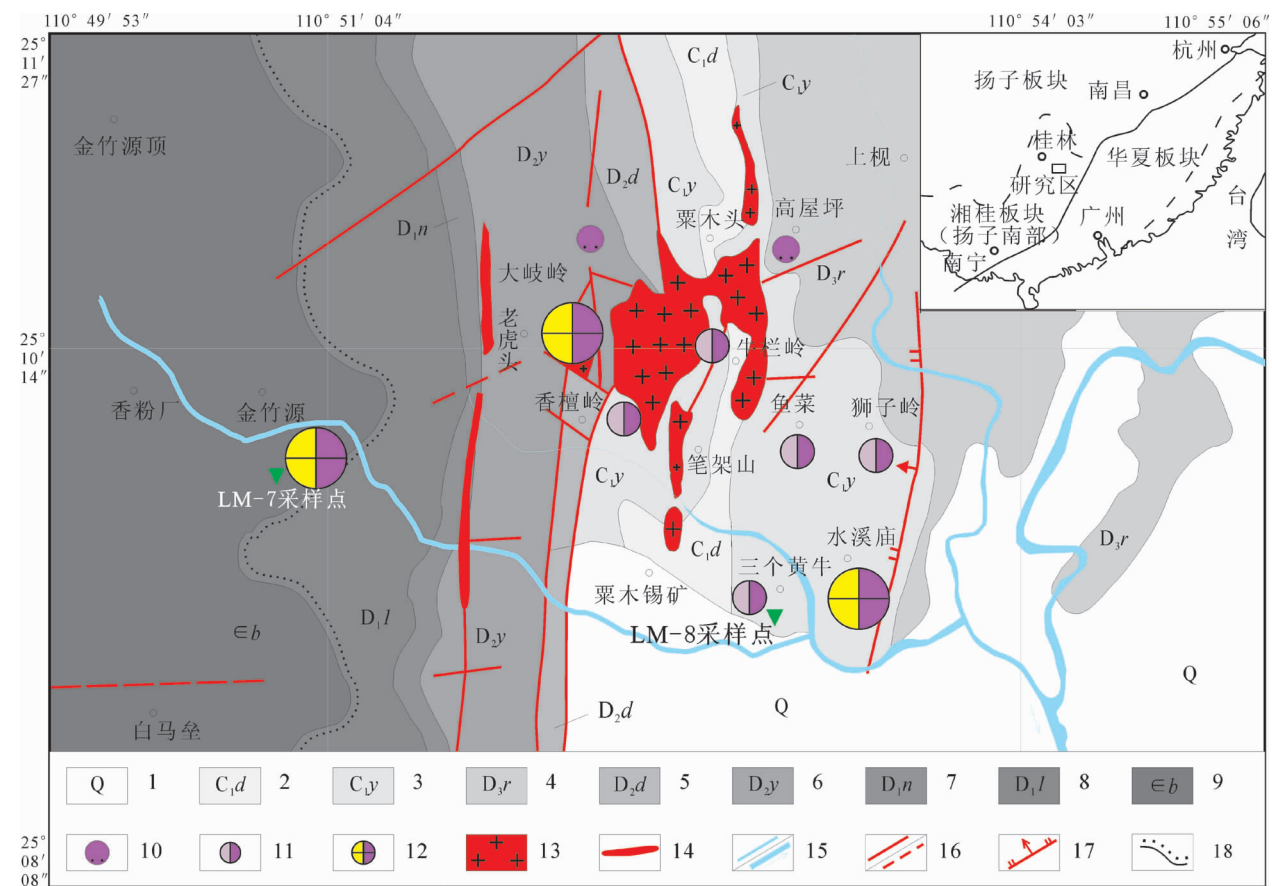 110° 49′ 53″
110° 51′ 04″
110° 54′ 03″
110° 55′ 06″
25°
11′
27″
25°
10′
14″
25°
08′
08″
杭州
扬子板块
南昌
桂林
华夏板块
研究区
湘桂板块
(扬子南部)
广州
南宁
台
湾
C₁d
C₁y
金竹源顶
D₂y
上枧
D₂d
C₁y
粟木头
高屋坪
D₁n
大岐岭
D₃r
老虎头
牛栏岭
香粉厂
金竹源
香檀岭
鱼菜
狮子岭
笔架山
C₁y
C₁y
LM-7采样点
水溪庙
C₁d
D₃r
三个黄牛
粟木锡矿
LM-8采样点
∈b
D₁l
D₂y
Q
Q
D₂d
白马垒
Q 1
C₁d 2
C₁y 3
D₃r 4
D₂d 5
D₂y 6
D₁n 7
D₁l 8
∈b 9
10
11
12
13
14
15
16
17
18